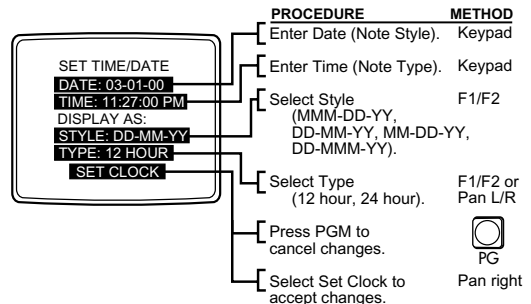 PROCEDURE METHOD
Enter Date (Note Style). Keypad
SET TIME/DATE
Enter Time (Note Type). Keypad
DATE: 03-01-00
TIME: 11:27:00 PM
DISPLAY AS:
Select Style F1/F2
(MMM-DD-YY,
DD-MM-YY, MM-DD-YY,
DD-MMM-YY).
STYLE: DD-MM-YY
TYPE: 12 HOUR
SET CLOCK
Select Type F1/F2 or
(12 hour, 24 hour). Pan L/R
Press PGM to
cancel changes.
PG
Select Set Clock to Pan right
accept changes.